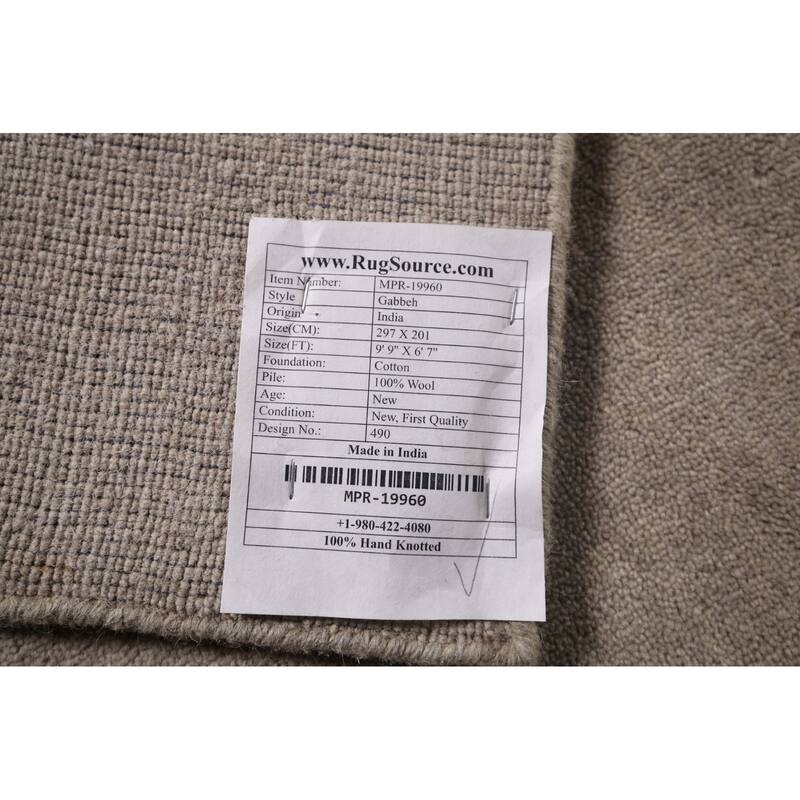 www.RugSource.com
Item Number: MPR-19960
Style Gabbeh
Origin India
Size(CM): 297 X 201
Size(FT): 9' 9" X 6' 7"
Foundation: Cotton
Pile: 100% Wool
Age: New
Condition: New, First Quality
Design No.: 490
Made in India
MPR-19960
+1-980-422-4080
100% Hand Knotted